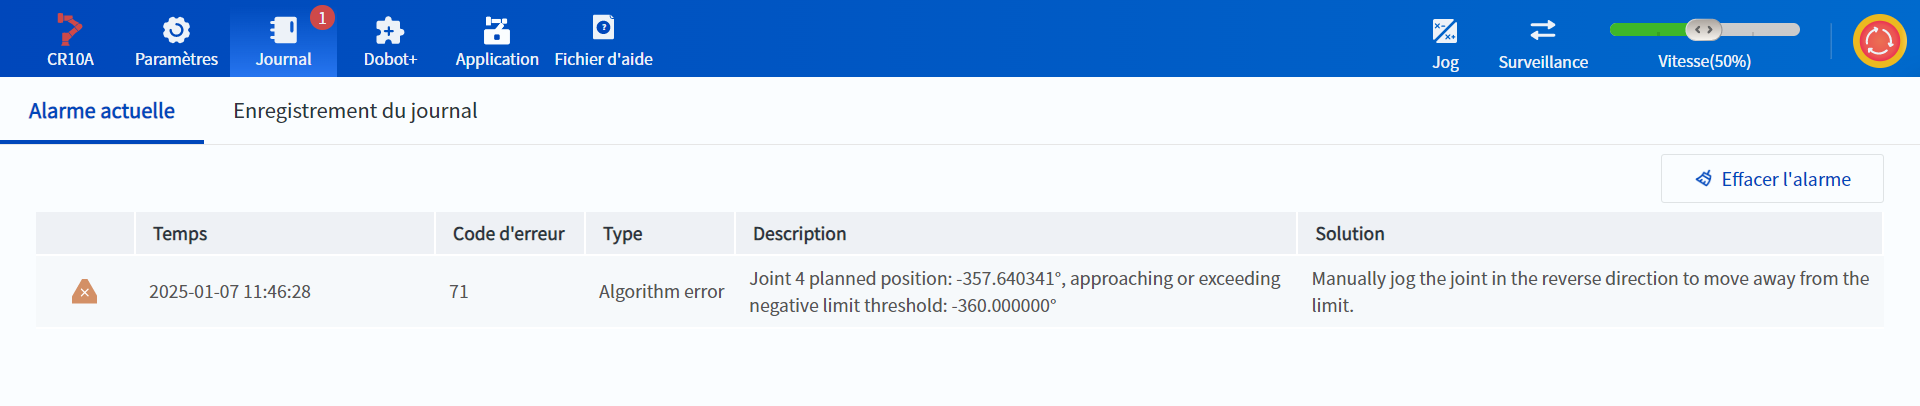 CR10A
Paramètres
Journal
1
Dobot+
Application
Fichier d'aide
Jog
Surveillance
Vitesse(50%)
Alarme actuelle
Enregistrement du journal
Effacer l'alarme
Temps
Code d'erreur
Type
Description
Solution
2025-01-07 11:46:28
71
Algorithm error
Joint 4 planned position: -357.640341°, approaching or exceeding
negative limit threshold: -360.000000°
Manually jog the joint in the reverse direction to move away from the
limit.